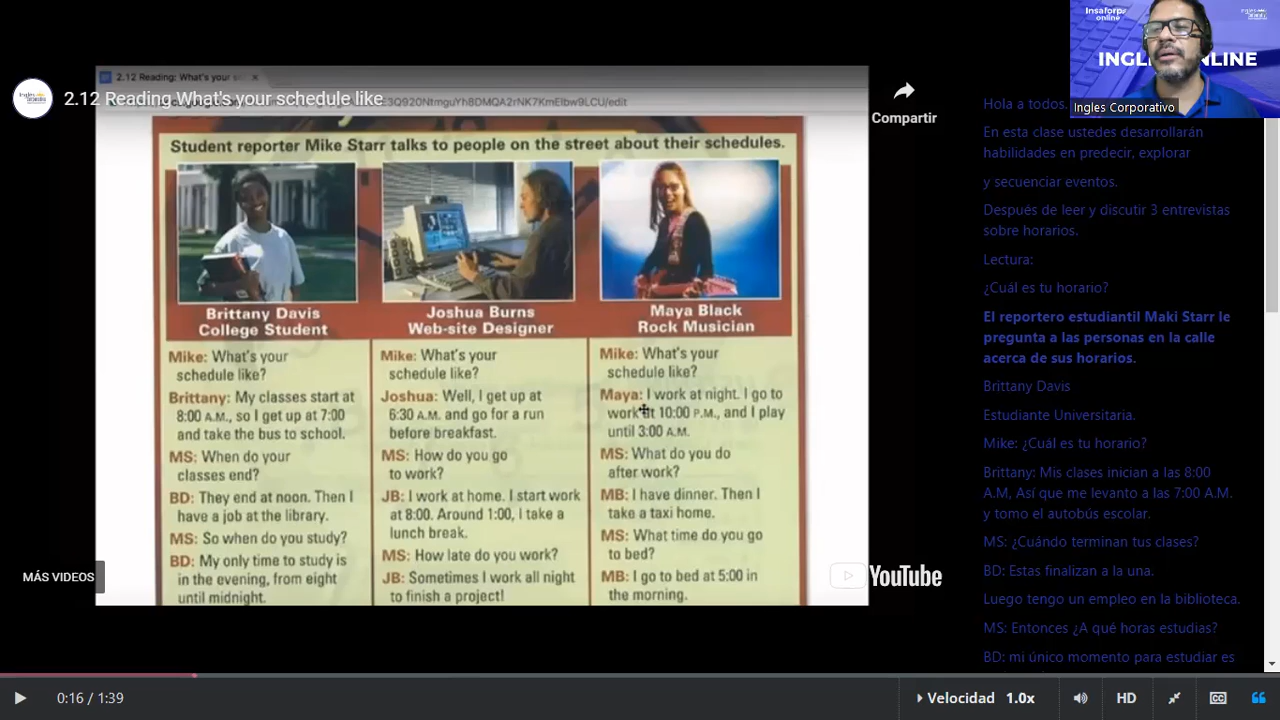 2.12 Reading: What's your
2.12 Reading What's your schedule like
E3Q920NtmguYhBDMQA2rNK7KmElbw9LCU/edit
Compartir
Student reporter Mike Starr talks to people on the street about their schedules.
Brittany Davis
College Student
Mike: What's your
schedule like?
Brittany: My classes start at
8:00 A.M., so I get up at 7:00
and take the bus to school.
MS: When do your
classes end?
BD: They end at noon. Then I
have a job at the library.
MS: So when do you study?
BD: My only time to study is
in the evening, from eight
until midnight.
Joshua Burns
Web-site Designer
Mike: What's your
schedule like?
Joshua: Well, I get up at
6:30 A.M. and go for a run
before breakfast.
MS: How do you go
to work?
JB: I work at home. I start work
at 8:00. Around 1:00, I take a
lunch break.
MS: How late do you work?
JB: Sometimes I work all night
to finish a project!
Maya Black
Rock Musician
Mike: What's your
schedule like?
Maya: I work at night. I go to
work at 10:00 P.M., and I play
until 3:00 A.M.
MS: What do you do
after work?
MB: I have dinner. Then I
take a taxi home.
MS: What time do you go
to bed?
MB: I go to bed at 5:00 in
the morning.
MÁS VIDEOS
YouTube
Insaforp
online
INGLÉS ONLINE
Ingles Corporativo
Hola a todos.
En esta clase ustedes desarrollarán
habilidades en predecir, explorar
y secuenciar eventos.
Después de leer y discutir 3 entrevistas
sobre horarios.
Lectura:
¿Cuál es tu horario?
El reportero estudiantil Maki Starr le
pregunta a las personas en la calle
acerca de sus horarios.
Brittany Davis
Estudiante Universitaria.
Mike: ¿Cuál es tu horario?
Brittany: Mis clases inician a las 8:00
A.M, Así que me levanto a las 7:00 A.M.
y tomo el autobús escolar.
MS: ¿Cuándo terminan tus clases?
BD: Estas finalizan a la una.
Luego tengo un empleo en la biblioteca.
MS: Entonces ¿A qué horas estudias?
BD: mi único momento para estudiar es
0:16 / 1:39
Velocidad 1.0x
HD
CC